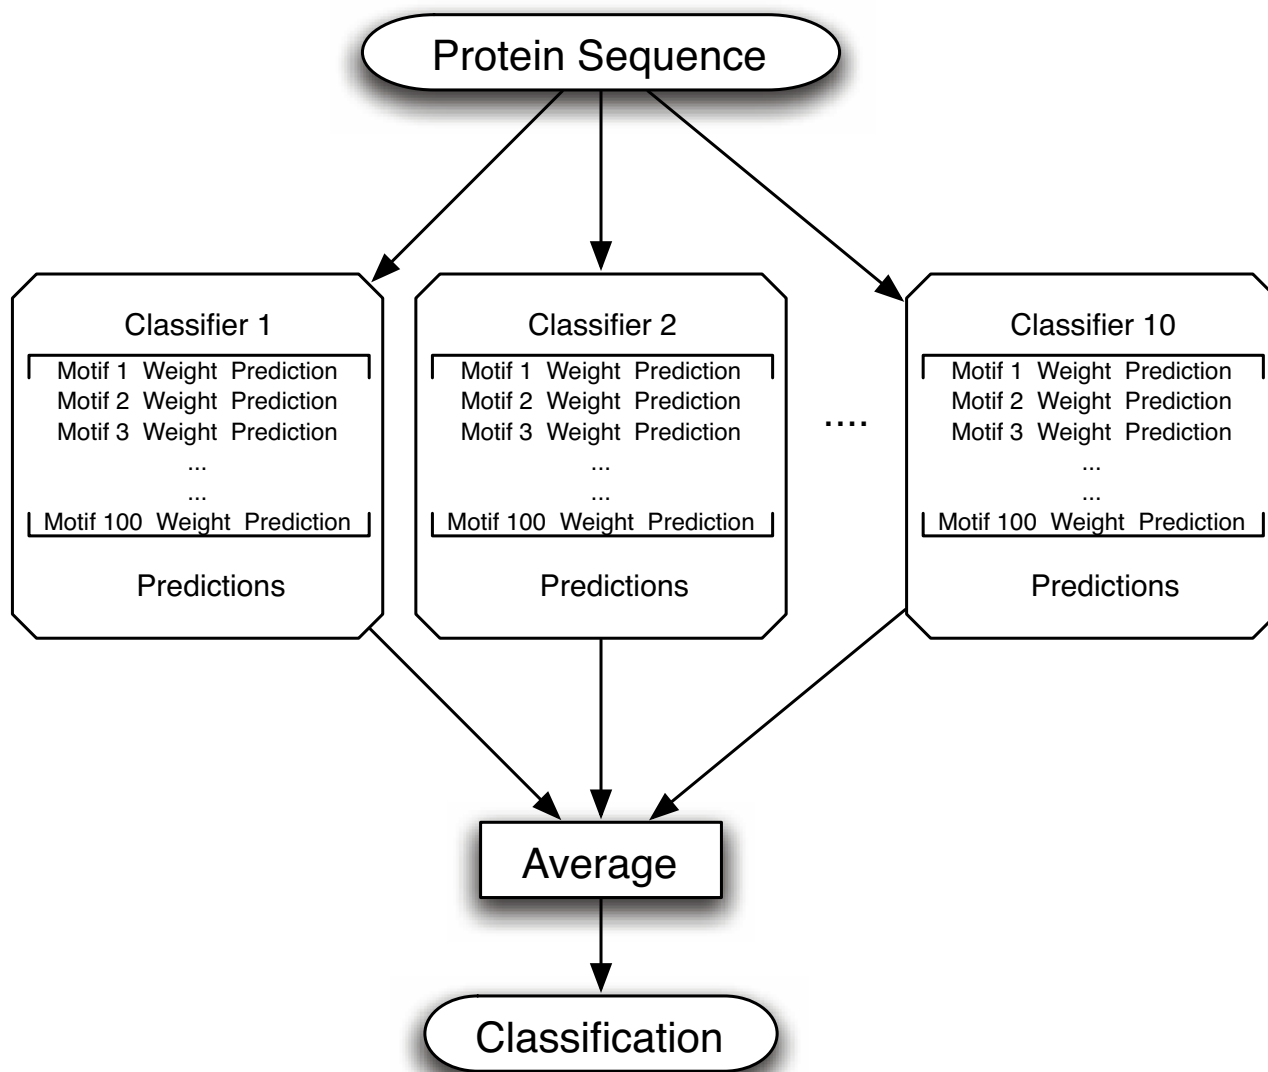 Protein Sequence
Classifier 1
Motif 1 Weight Prediction
Motif 2 Weight Prediction
Motif 3 Weight Prediction
...
...
Motif 100 Weight Prediction
Predictions
Classifier 2
Motif 1 Weight Prediction
Motif 2 Weight Prediction
Motif 3 Weight Prediction
...
...
Motif 100 Weight Prediction
Predictions
....
Classifier 10
Motif 1 Weight Prediction
Motif 2 Weight Prediction
Motif 3 Weight Prediction
...
...
Motif 100 Weight Prediction
Predictions
Average
Classification